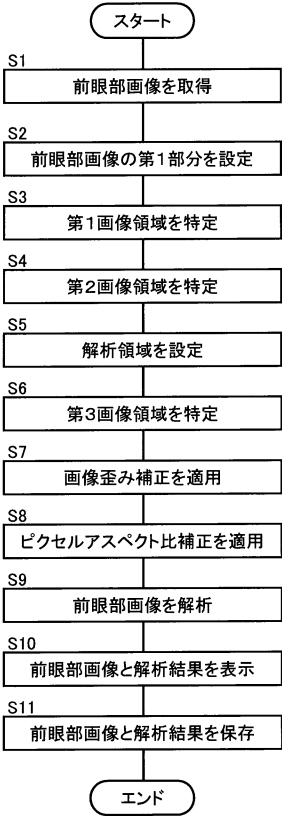 スタート
S1
前眼部画像を取得
S2
前眼部画像の第1部分を設定
S3
第1画像領域を特定
S4
第2画像領域を特定
S5
解析領域を設定
S6
第3画像領域を特定
S7
画像歪み補正を適用
S8
ピクセルアスペクト比補正を適用
S9
前眼部画像を解析
S10
前眼部画像と解析結果を表示
S11
前眼部画像と解析結果を保存
エンド